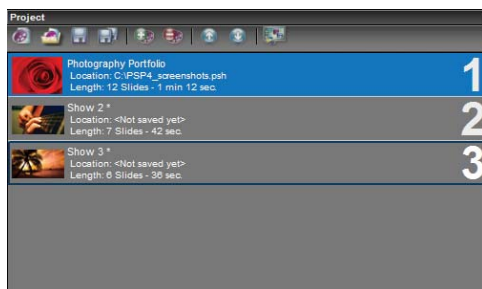 Project
Photography Portfolio
Location: C:\PSP4_screenshots.psh
Length: 12 Slides - 1 min 12 sec.
1
Show 2 *
Location: <Not saved yet>
Length: 7 Slides - 42 sec.
2
Show 3 *
Location: <Not saved yet>
Length: 6 Slides - 36 sec.
3